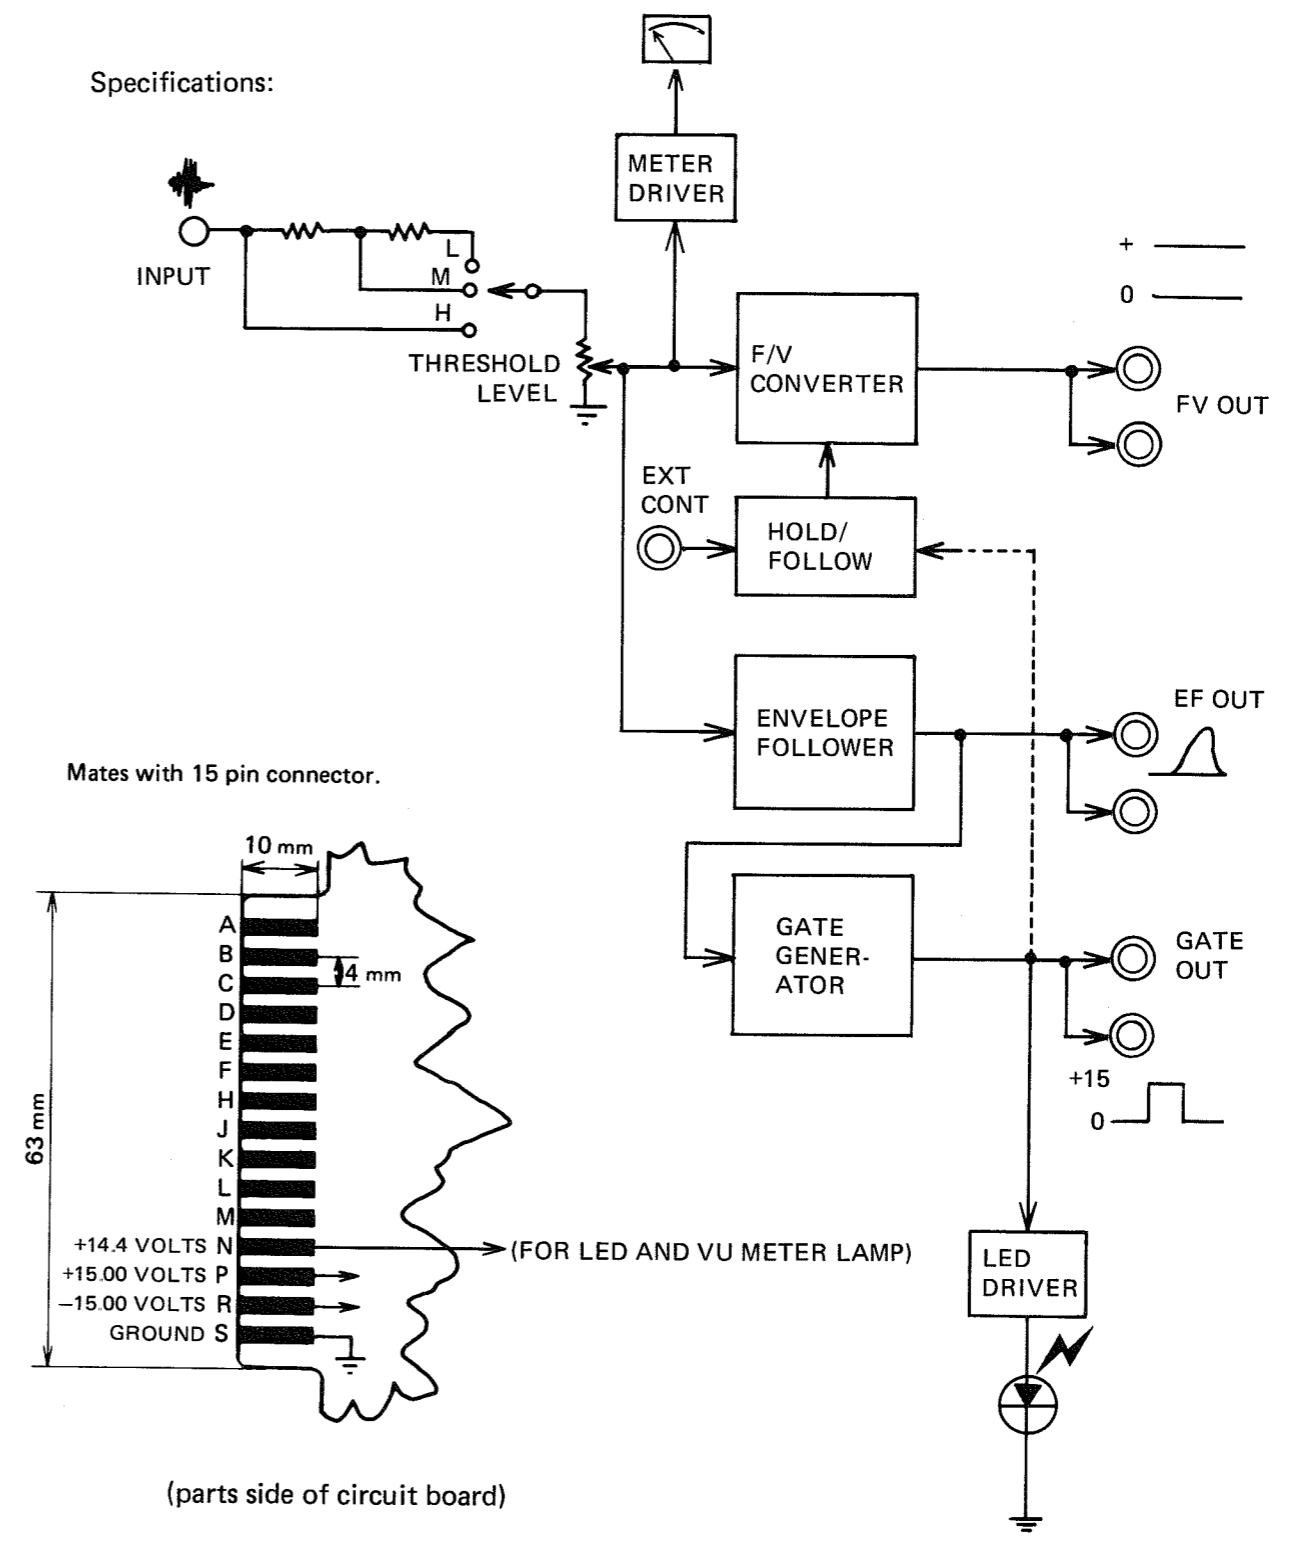 Specifications:
METER
DRIVER
INPUT
L
M
H
THRESHOLD
LEVEL
F/V
CONVERTER
+
0
FV OUT
EXT
CONT
HOLD/
FOLLOW
ENVELOPE
FOLLOWER
EF OUT
GATE
GENER-
ATOR
GATE
OUT
+15
0
LED
DRIVER
Mates with 15 pin connector.
10 mm
63 mm
A
B
4 mm
C
D
E
F
H
J
K
L
M
+14.4 VOLTS N
(FOR LED AND VU METER LAMP)
+15.00 VOLTS P
−15.00 VOLTS R
GROUND S
(parts side of circuit board)